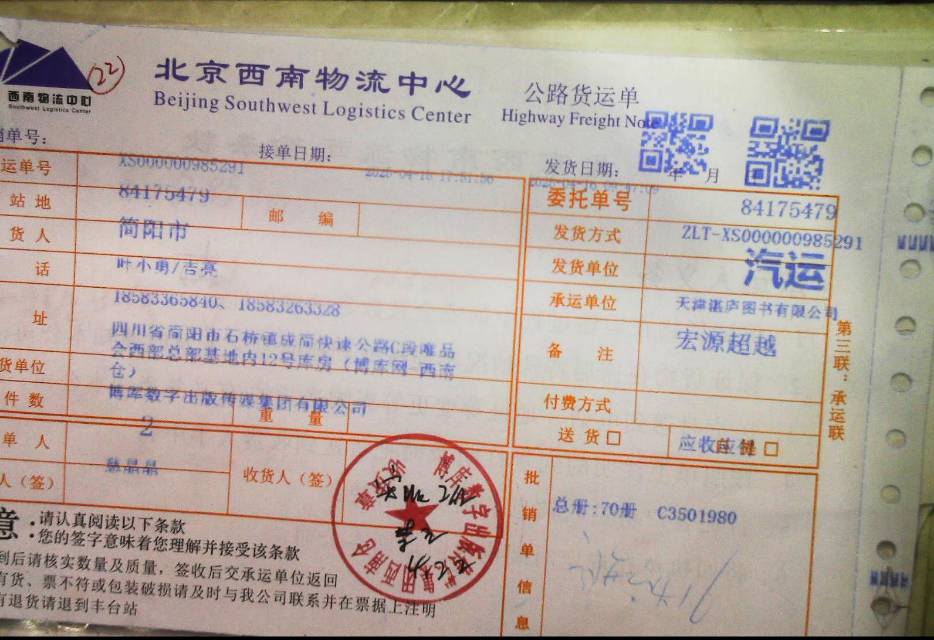 西南物流中心
Southwest Logistics Center
22
北京西南物流中心
Beijing Southwest Logistics Center
公路货运单
Highway Freight Note
单号:
接单日期:
发货日期: 年 月
运单号 XS000000985291
站地 84175479 邮 编
货人 简阳市
话 叶小勇/吉亮
18583365840、18583263328
址 四川省简阳市石桥镇成简快速公路C段唯品
会西部总部基地内12号库房(博库网-西南
仓)
货单位 博库数字出版传媒集团有限公司
件数 2 重 量
单人
人(签) 收货人(签)
委托单号 84175479
发货方式 ZLT-XS000000985291
发货单位 汽运
承运单位 天津湛庐图书有限公司
备 注 宏源超越
付费方式
送 货 □ 应收应付 □
第三联:承运联
批销单信息
总册:70册 C3501980
意:请认真阅读以下条款
您的签字意味着您理解并接受该条款
到后请核实数量及质量,签收后交承运单位返回
有货、票不符或包装破损请及时与我公司联系并在票据上注明
有退货请退到丰台站